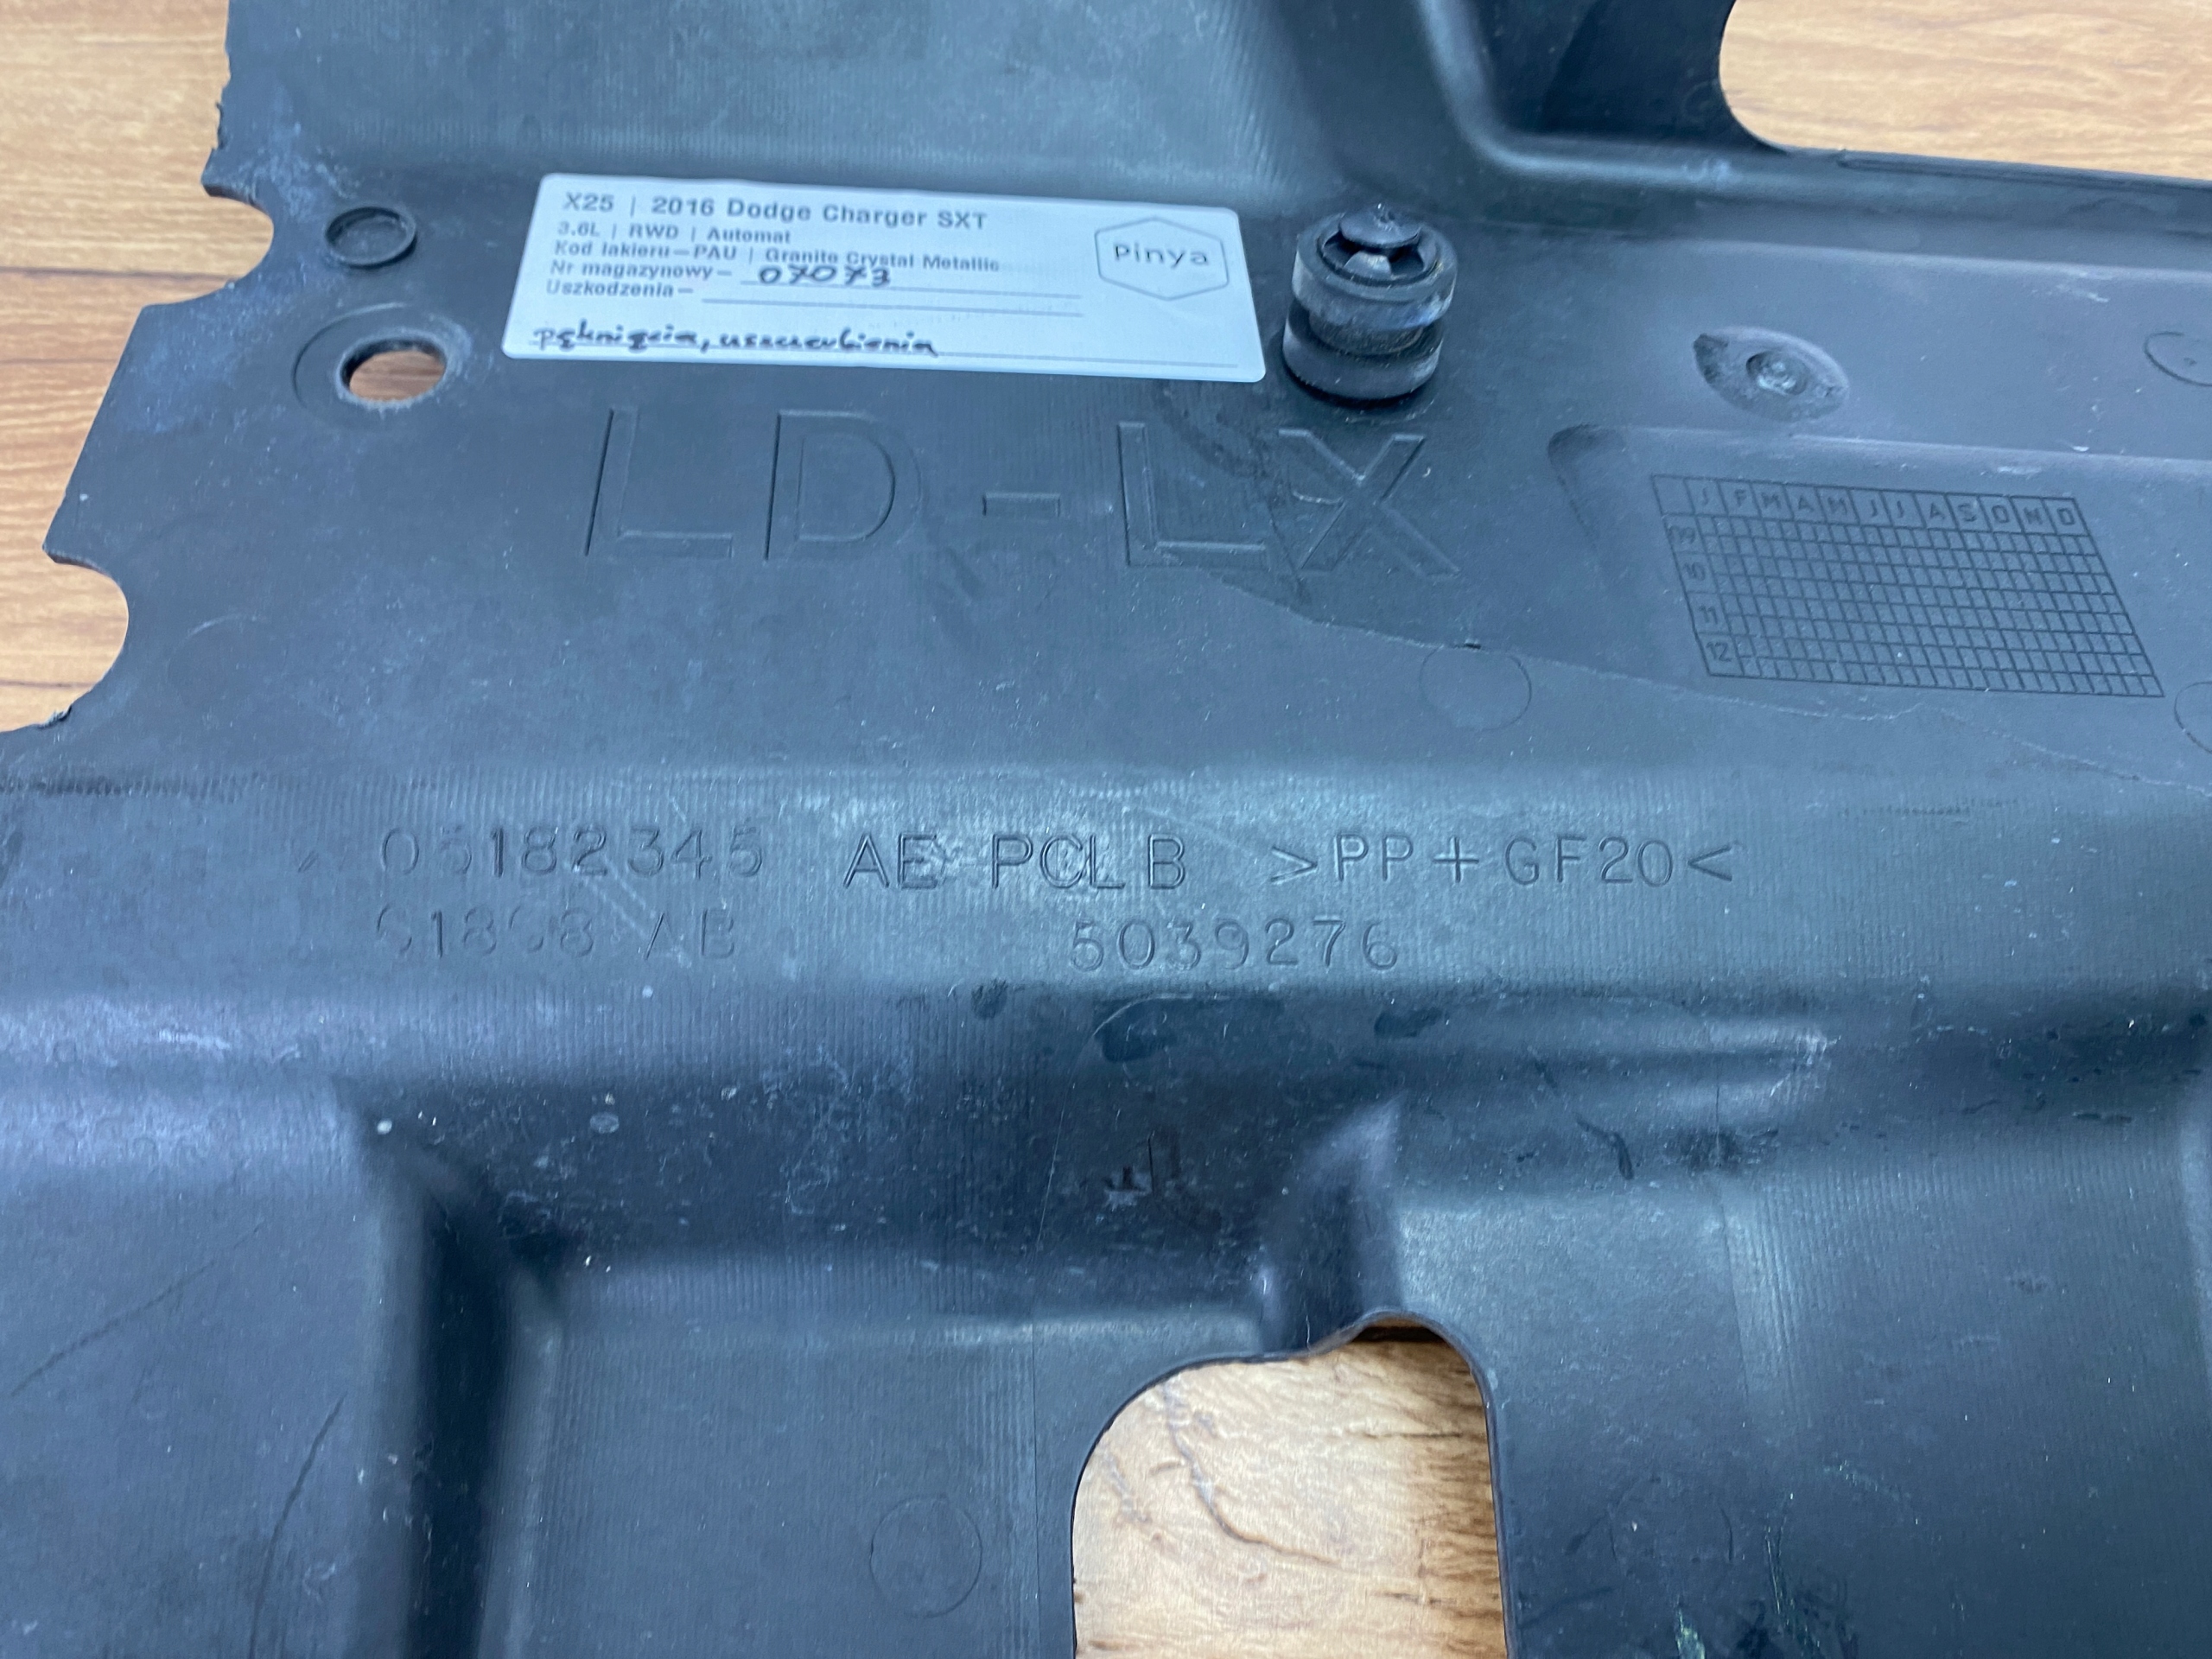 X25 | 2016 Dodge Charger SXT
3.6L | RWD | Automat
Kod lakieru — PAU | Granite Crystal Metallic
Nr magazynowy — 07073
Uszkodzenia —
pęknięcia, uszczerbienia
Pinya
LD-LX
J F M A M J J A S O N D
09
10
11
12
05182345 AE PCLB >PP+GF20<
5039276